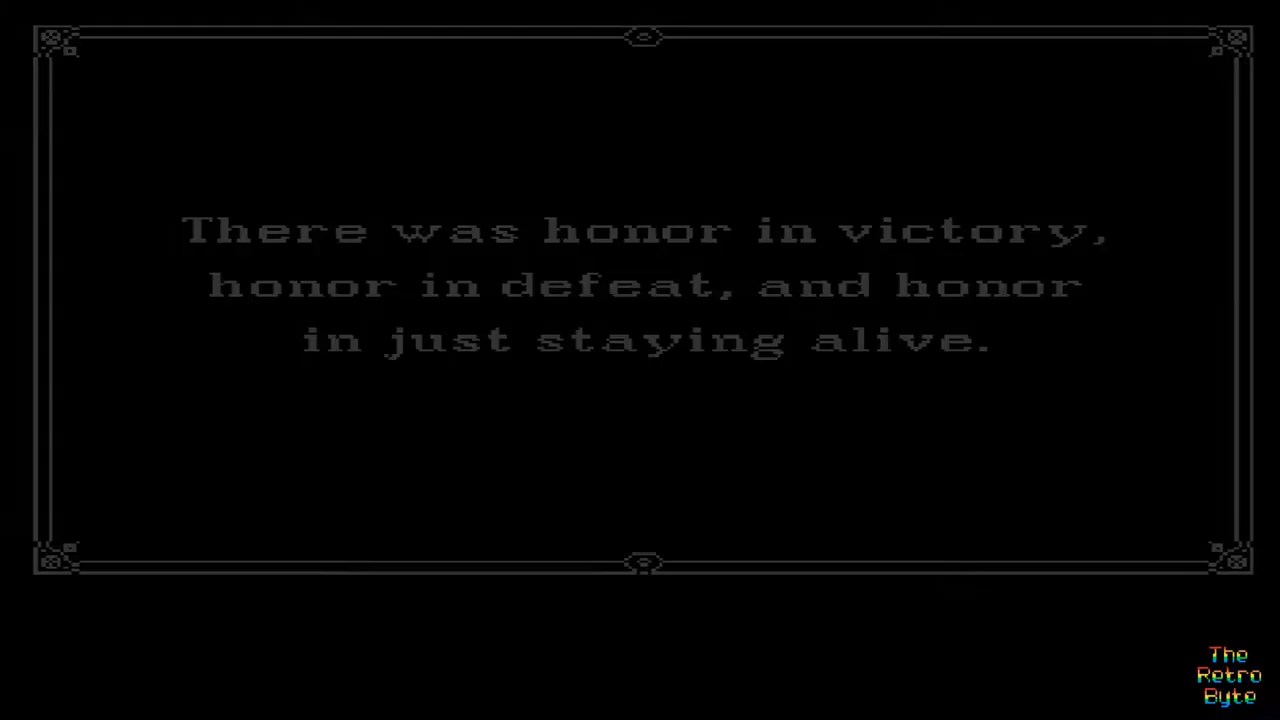 There was honor in victory,
honor in defeat, and honor
in just staying alive.
The
Retro
Byte